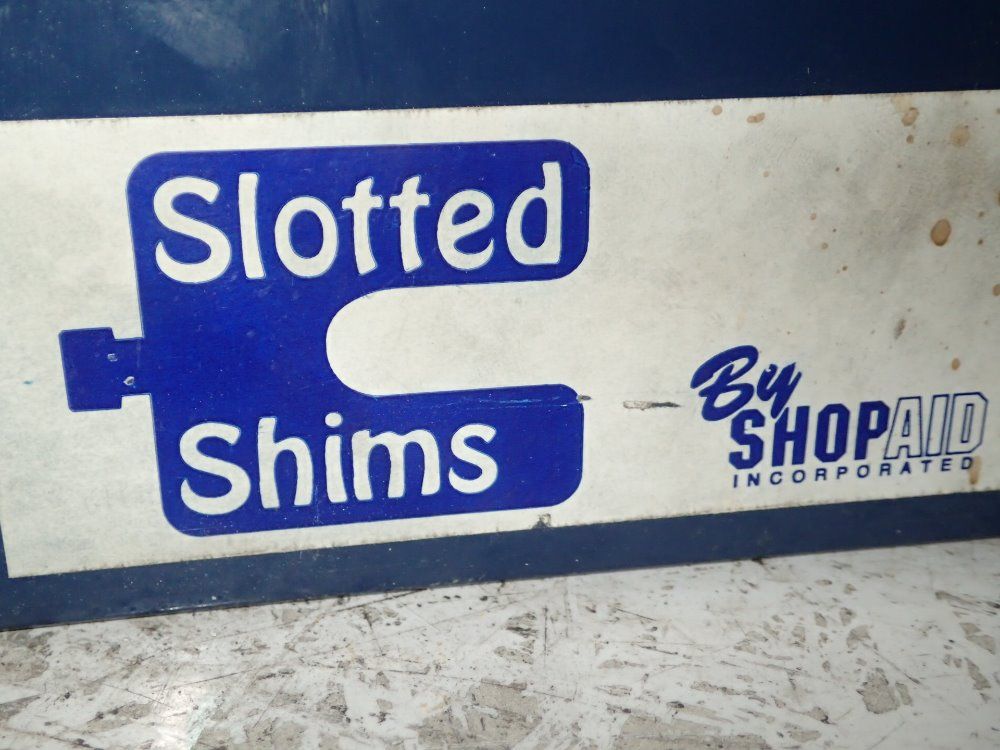 Slotted
Shims
By
SHOPAID
INCORPORATED